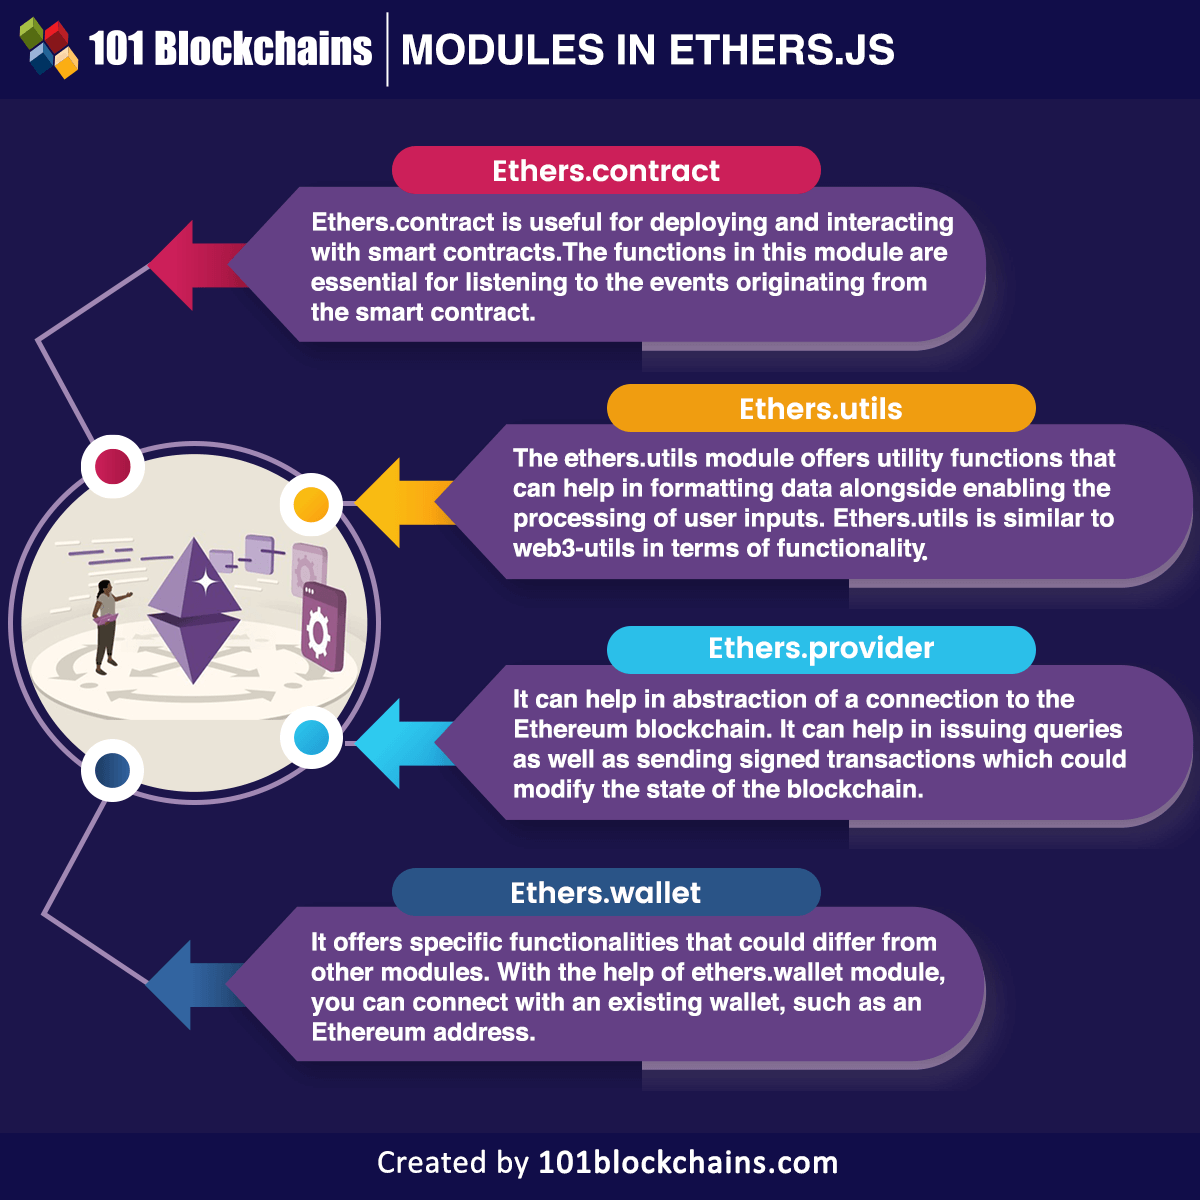 101 Blockchains
MODULES IN ETHERS.JS
Ethers.contract
Ethers.contract is useful for deploying and interacting
with smart contracts.The functions in this module are
essential for listening to the events originating from
the smart contract.
Ethers.utils
The ethers.utils module offers utility functions that
can help in formatting data alongside enabling the
processing of user inputs. Ethers.utils is similar to
web3-utils in terms of functionality.
Ethers.provider
It can help in abstraction of a connection to the
Ethereum blockchain. It can help in issuing queries
as well as sending signed transactions which could
modify the state of the blockchain.
Ethers.wallet
It offers specific functionalities that could differ from
other modules. With the help of ethers.wallet module,
you can connect with an existing wallet, such as an
Ethereum address.
Created by 101blockchains.com